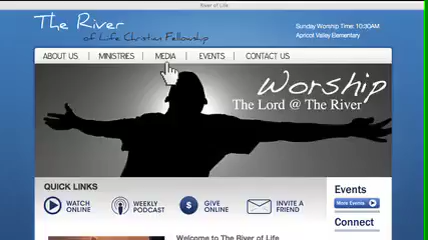 River of Life
The River
of Life Christian Fellowship
Sunday Worship Time: 10:30AM
Apricot Valley Elementary
ABOUT US MINISTRIES MEDIA EVENTS CONTACT US
Worship
The Lord @ The River
QUICK LINKS
WATCH ONLINE
WEEKLY PODCAST
GIVE ONLINE
INVITE A FRIEND
Events
More Events
Connect
Welcome to The River of Life